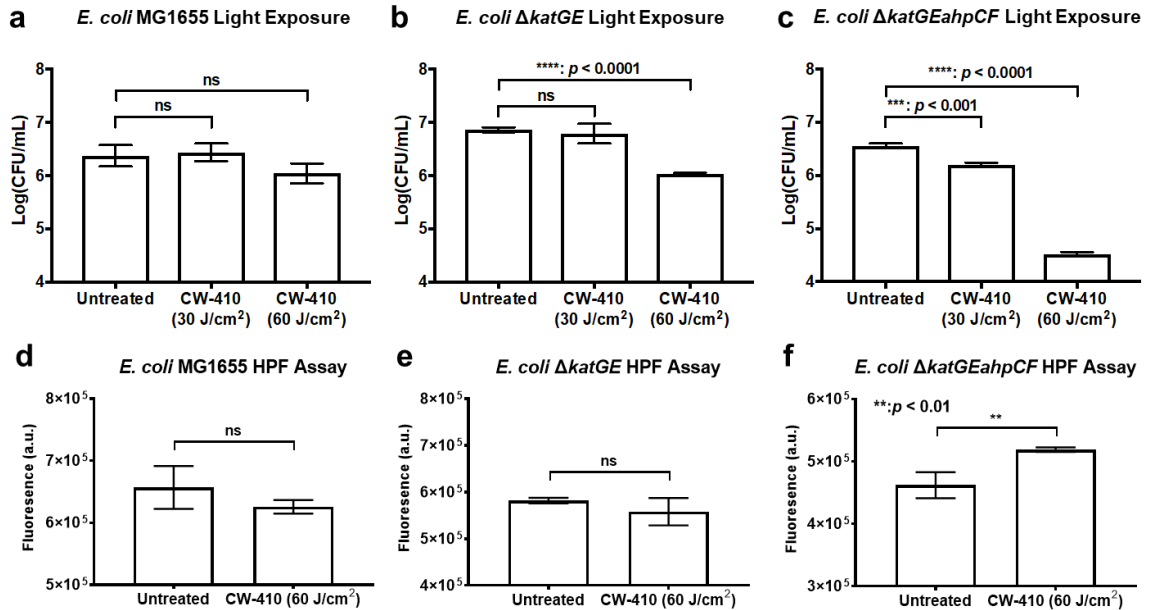 a
E. coli MG1655 Light Exposure
Log(CFU/mL)
8
7
6
5
4
ns
ns
Untreated
CW-410
(30 J/cm²)
CW-410
(60 J/cm²)
b
E. coli ΔkatGE Light Exposure
Log(CFU/mL)
8
7
6
5
4
****: p < 0.0001
ns
Untreated
CW-410
(30 J/cm²)
CW-410
(60 J/cm²)
c
E. coli ΔkatGEahpCF Light Exposure
Log(CFU/mL)
8
7
6
5
4
****: p < 0.0001
***: p < 0.001
Untreated
CW-410
(30 J/cm²)
CW-410
(60 J/cm²)
d
E. coli MG1655 HPF Assay
Fluoresence (a.u.)
8×10⁵
7×10⁵
6×10⁵
5×10⁵
ns
Untreated
CW-410 (60 J/cm²)
e
E. coli ΔkatGE HPF Assay
Fluoresence (a.u.)
8×10⁵
7×10⁵
6×10⁵
5×10⁵
4×10⁵
ns
Untreated
CW-410 (60 J/cm²)
f
E. coli ΔkatGEahpCF HPF Assay
Fluoresence (a.u.)
6×10⁵
5×10⁵
4×10⁵
3×10⁵
**:p < 0.01
**
Untreated
CW-410 (60 J/cm²)